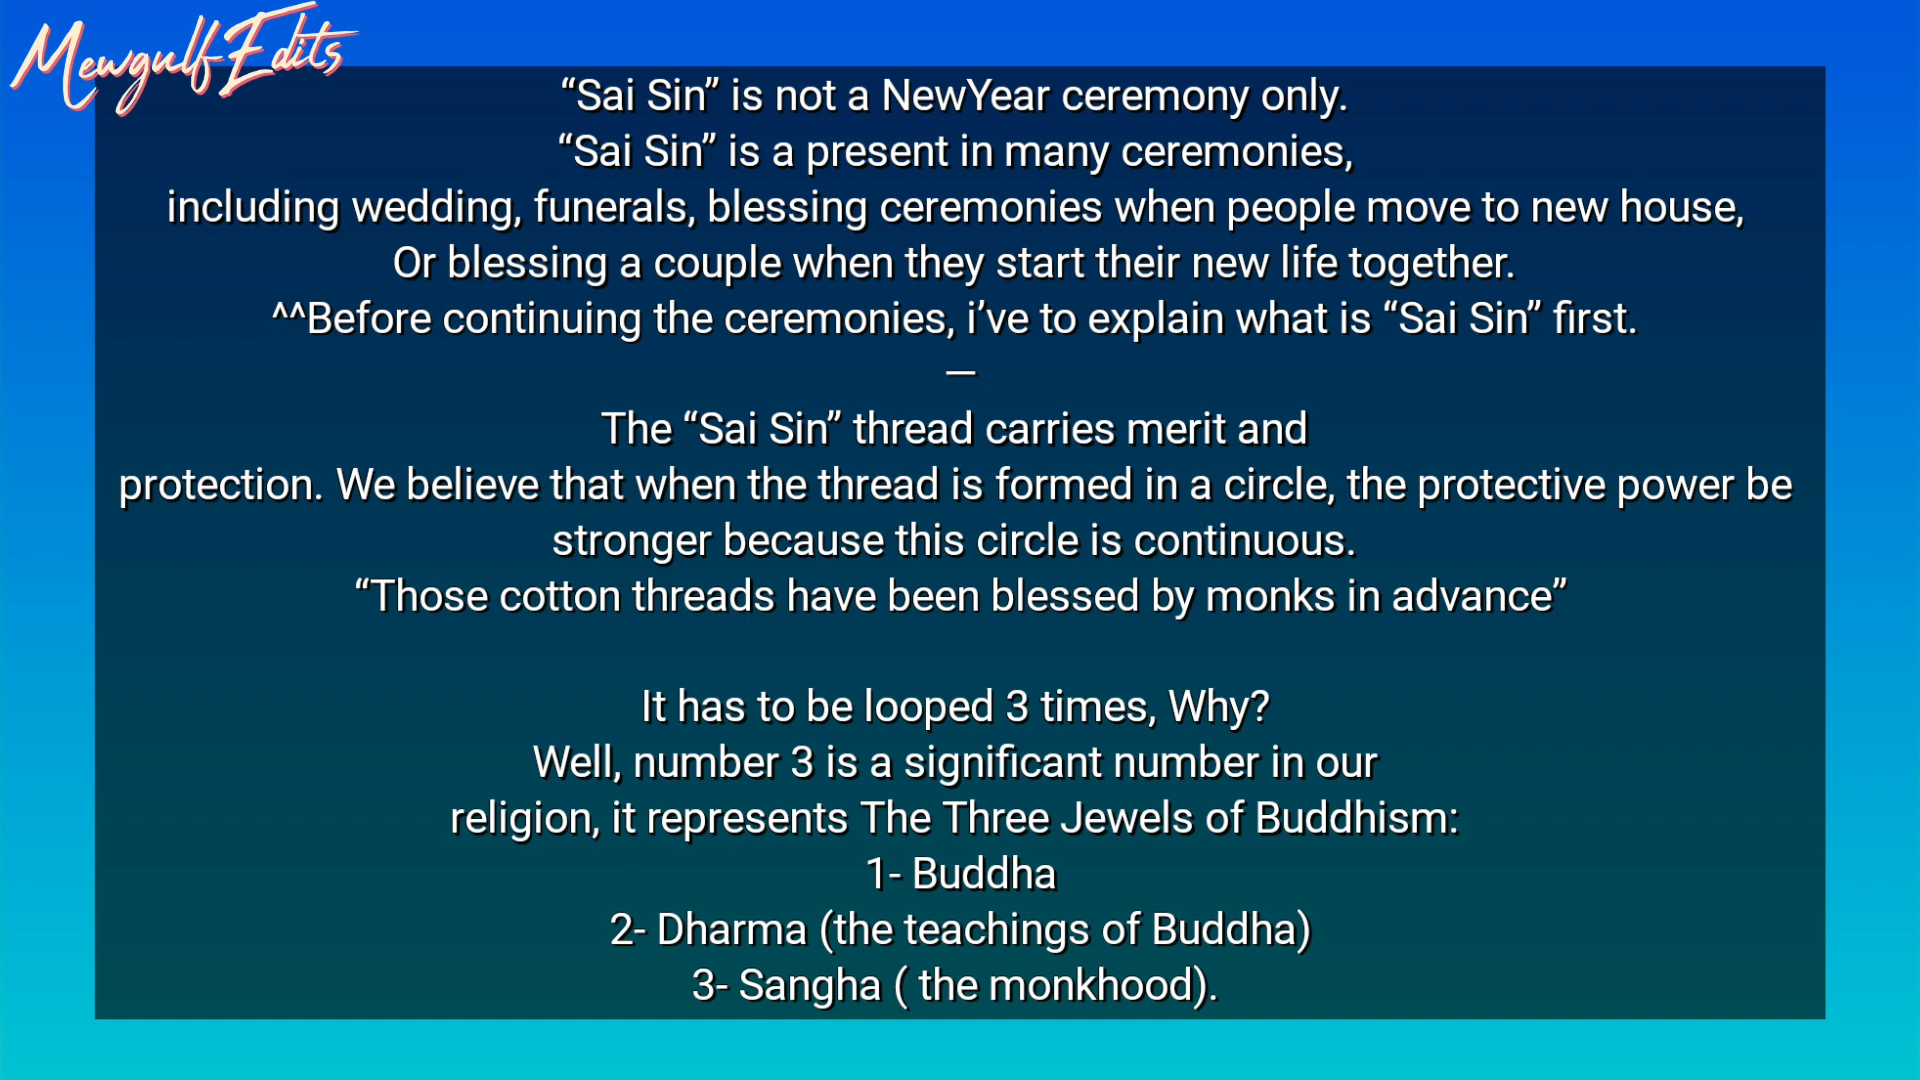 Mewgulf Edits
“Sai Sin” is not a NewYear ceremony only.
“Sai Sin” is a present in many ceremonies,
including wedding, funerals, blessing ceremonies when people move to new house,
Or blessing a couple when they start their new life together.
^^Before continuing the ceremonies, i’ve to explain what is “Sai Sin” first.
—
The “Sai Sin” thread carries merit and
protection. We believe that when the thread is formed in a circle, the protective power be
stronger because this circle is continuous.
“Those cotton threads have been blessed by monks in advance”
It has to be looped 3 times, Why?
Well, number 3 is a significant number in our
religion, it represents The Three Jewels of Buddhism:
1- Buddha
2- Dharma (the teachings of Buddha)
3- Sangha ( the monkhood).